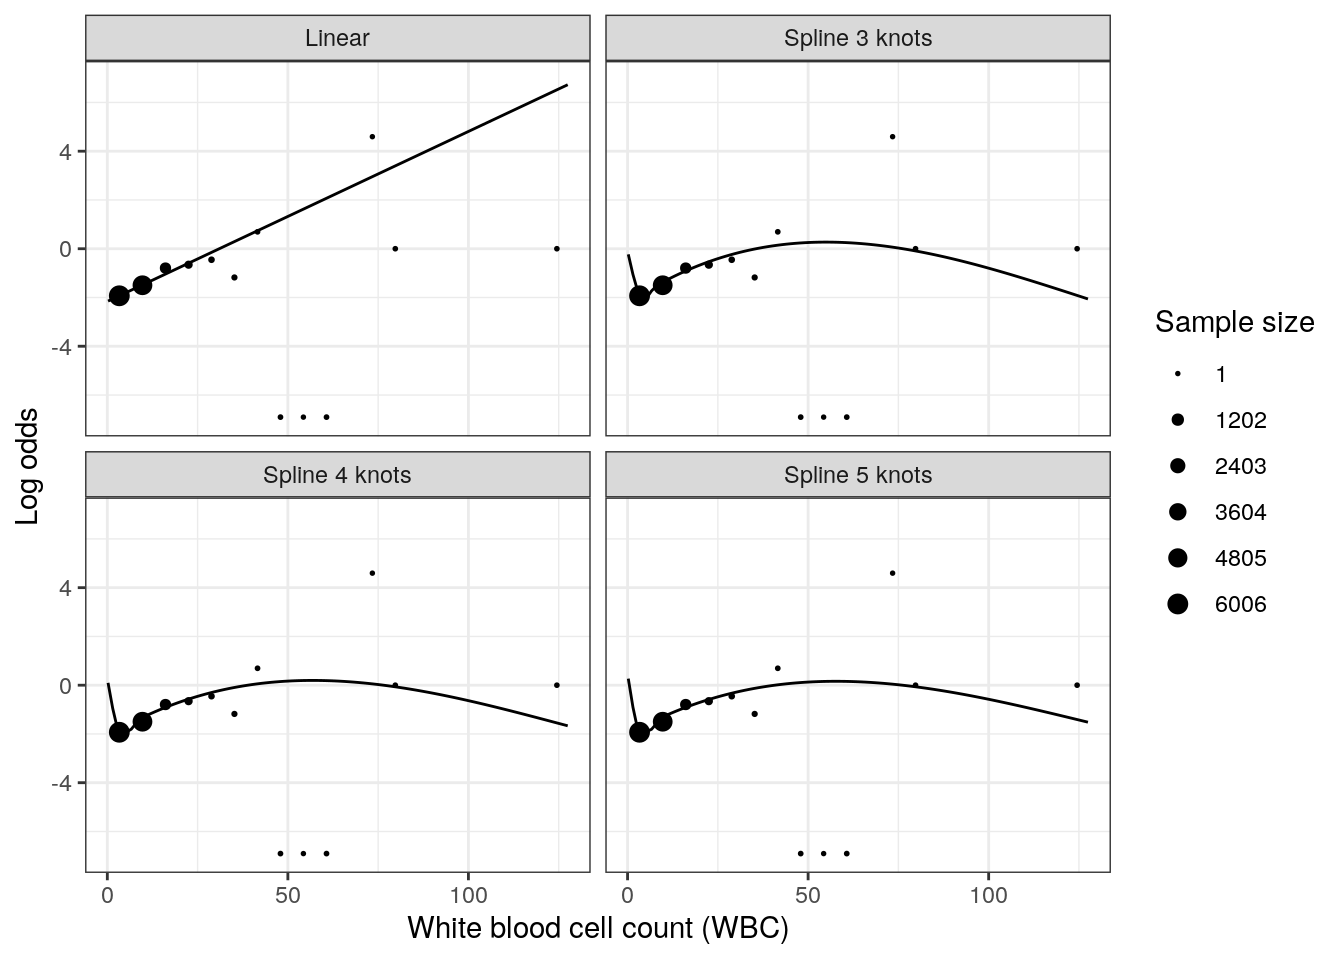 Linear
Spline 3 knots
4
0
-4
Spline 4 knots
Spline 5 knots
4
0
-4
0
50
100
0
50
100
Log odds
White blood cell count (WBC)
Sample size
1
1202
2403
3604
4805
6006